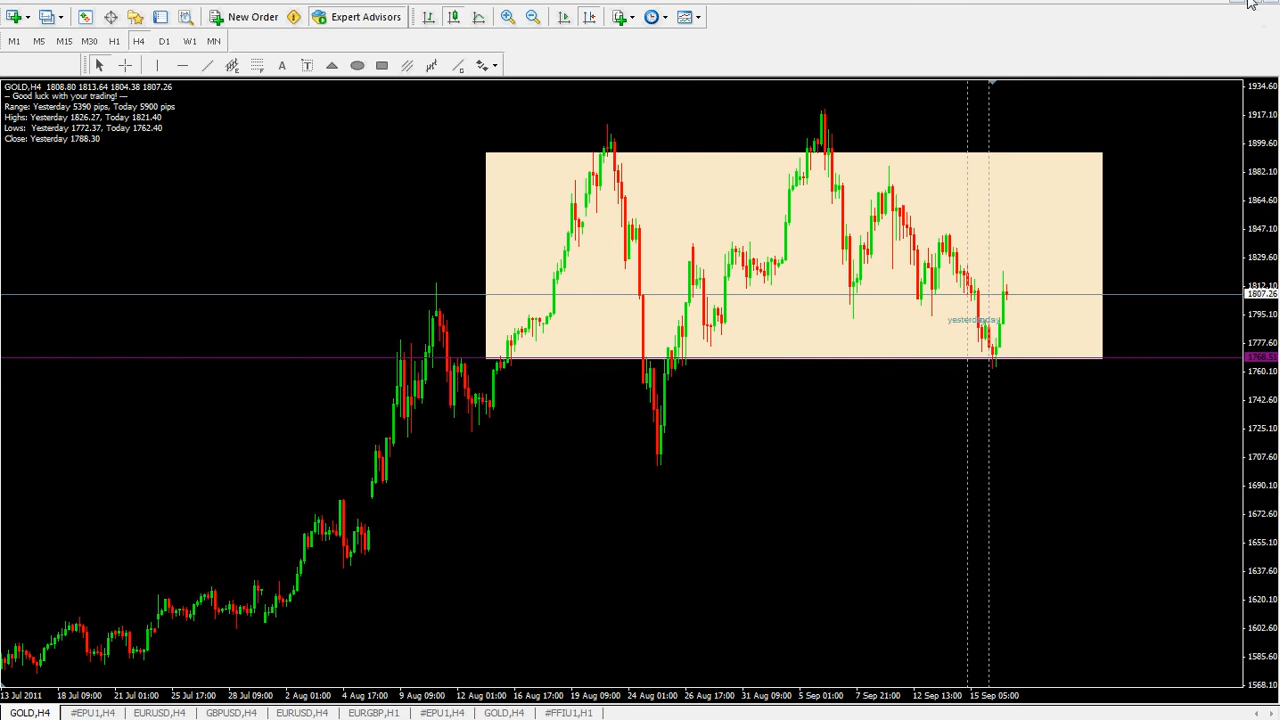 New Order
Expert Advisors
M1 M5 M15 M30 H1 H4 D1 W1 MN
A T
GOLD,H4 1808.80 1813.64 1804.38 1807.26
-- Good luck with your trading! ---
Range: Yesterday 5390 pips, Today 5900 pips
Highs: Yesterday 1826.27, Today 1821.40
Lows: Yesterday 1772.37, Today 1762.40
Close: Yesterday 1788.30
1934.60
1917.10
1899.60
1882.10
1864.60
1847.10
1829.60
1812.10
1807.26
1795.10
1777.60
1768.51
1760.10
1742.60
1725.10
1707.60
1690.10
1672.60
1655.10
1637.60
1620.10
1602.60
1585.60
1568.10
13 Jul 2011 18 Jul 09:00 21 Jul 01:00 25 Jul 17:00 28 Jul 09:00 1 Aug 01:00 4 Aug 17:00 9 Aug 09:00 12 Aug 01:00 16 Aug 17:00 19 Aug 09:00 24 Aug 01:00 26 Aug 17:00 31 Aug 09:00 5 Sep 01:00 7 Sep 21:00 12 Sep 13:00 15 Sep 05:00
GOLD,H4 #EPU1,H4 EURUSD,H4 GBPUSD,H4 EURUSD,H4 EURGBP,H1 #EPU1,H4 GOLD,H4 #FFIU1,H1